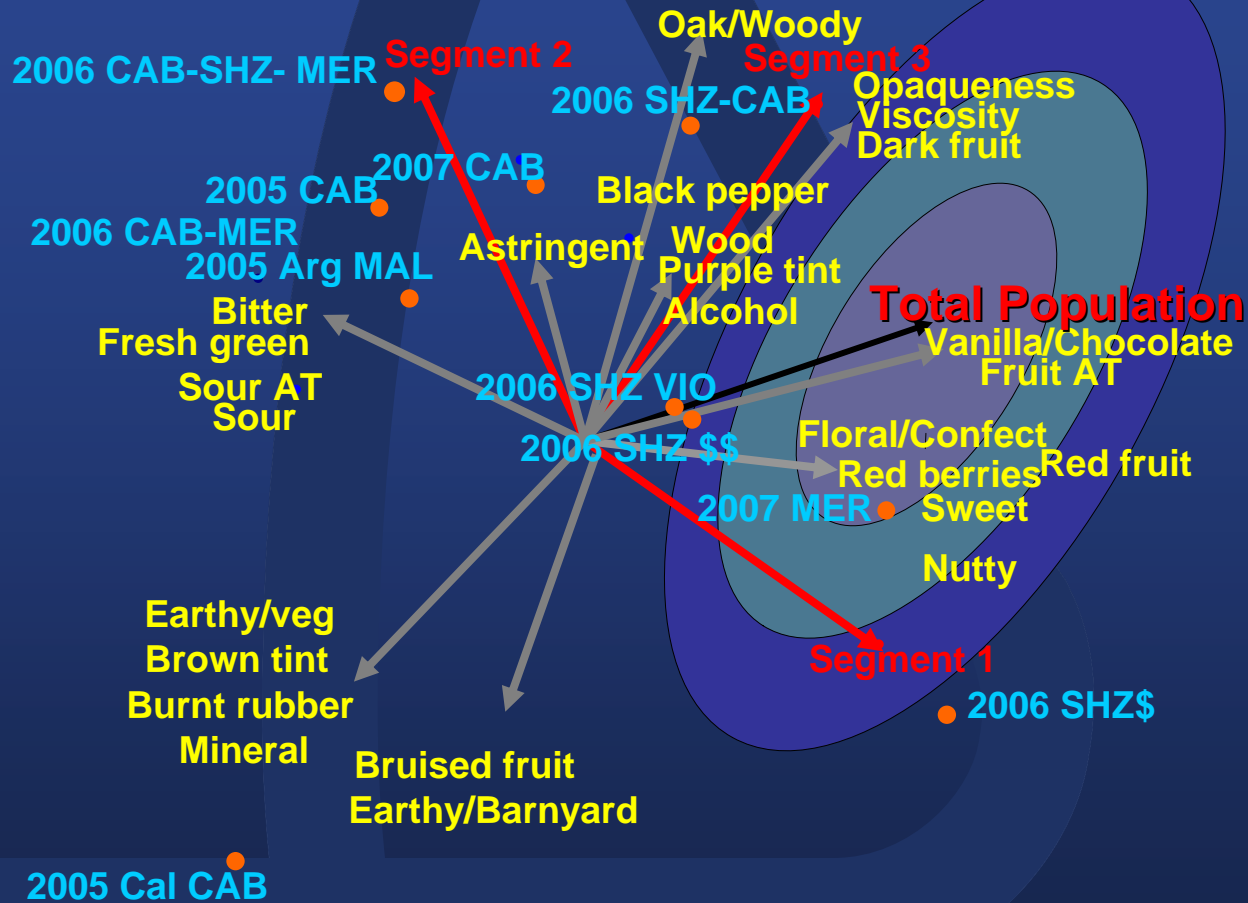 Oak/Woody
Segment 2
Segment 3
2006 CAB-SHZ- MER
Opaqueness
2006 SHZ-CAB
Viscosity
Dark fruit
2007 CAB
2005 CAB
Black pepper
2006 CAB-MER
Astringent
Wood
2005 Arg MAL
Purple tint
Bitter
Alcohol
Total Population
Fresh green
Vanilla/Chocolate
Fruit AT
Sour AT
2006 SHZ VIO
Sour
Floral/Confect
2006 SHZ $$
Red berries
Red fruit
2007 MER
Sweet
Nutty
Earthy/veg
Brown tint
Segment 1
Burnt rubber
2006 SHZ$
Mineral
Bruised fruit
Earthy/Barnyard
2005 Cal CAB